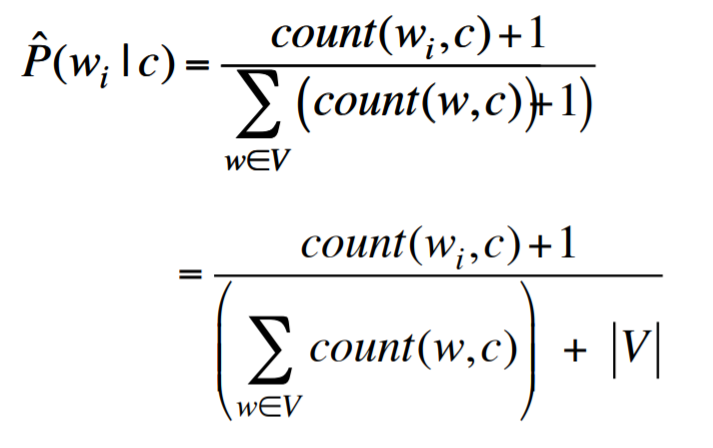 P̂(wᵢ | c) = count(wᵢ,c)+1 / ∑ w∈V (count(w,c))+1)
= count(wᵢ,c)+1 / (∑ w∈V count(w,c)) + |V|